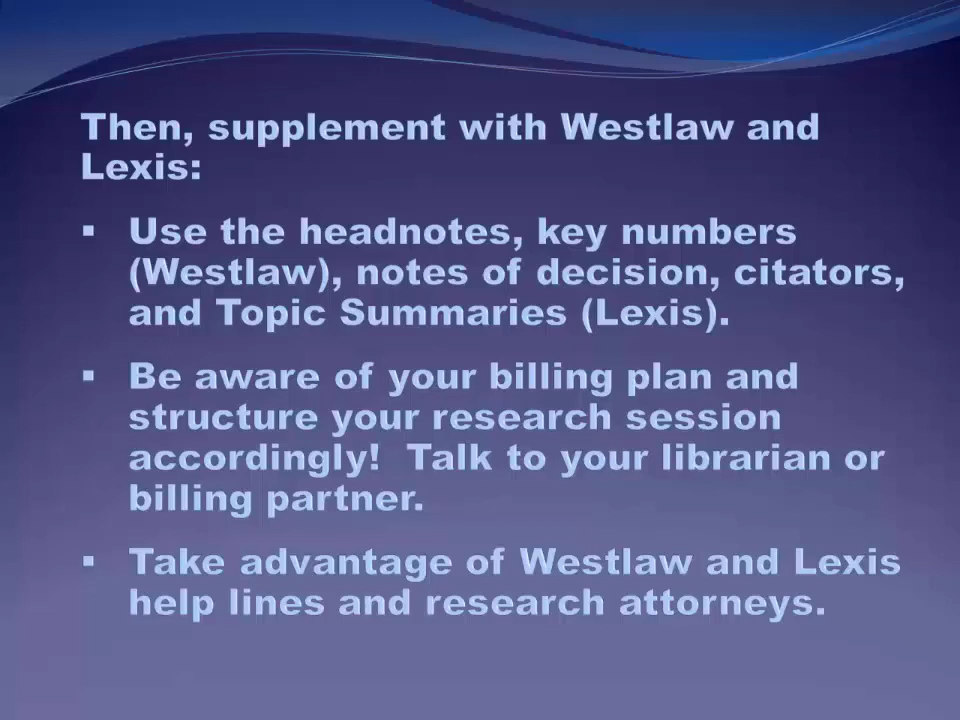 Then, supplement with Westlaw and
Lexis:
▪ Use the headnotes, key numbers
(Westlaw), notes of decision, citators,
and Topic Summaries (Lexis).
▪ Be aware of your billing plan and
structure your research session
accordingly!  Talk to your librarian or
billing partner.
▪ Take advantage of Westlaw and Lexis
help lines and research attorneys.